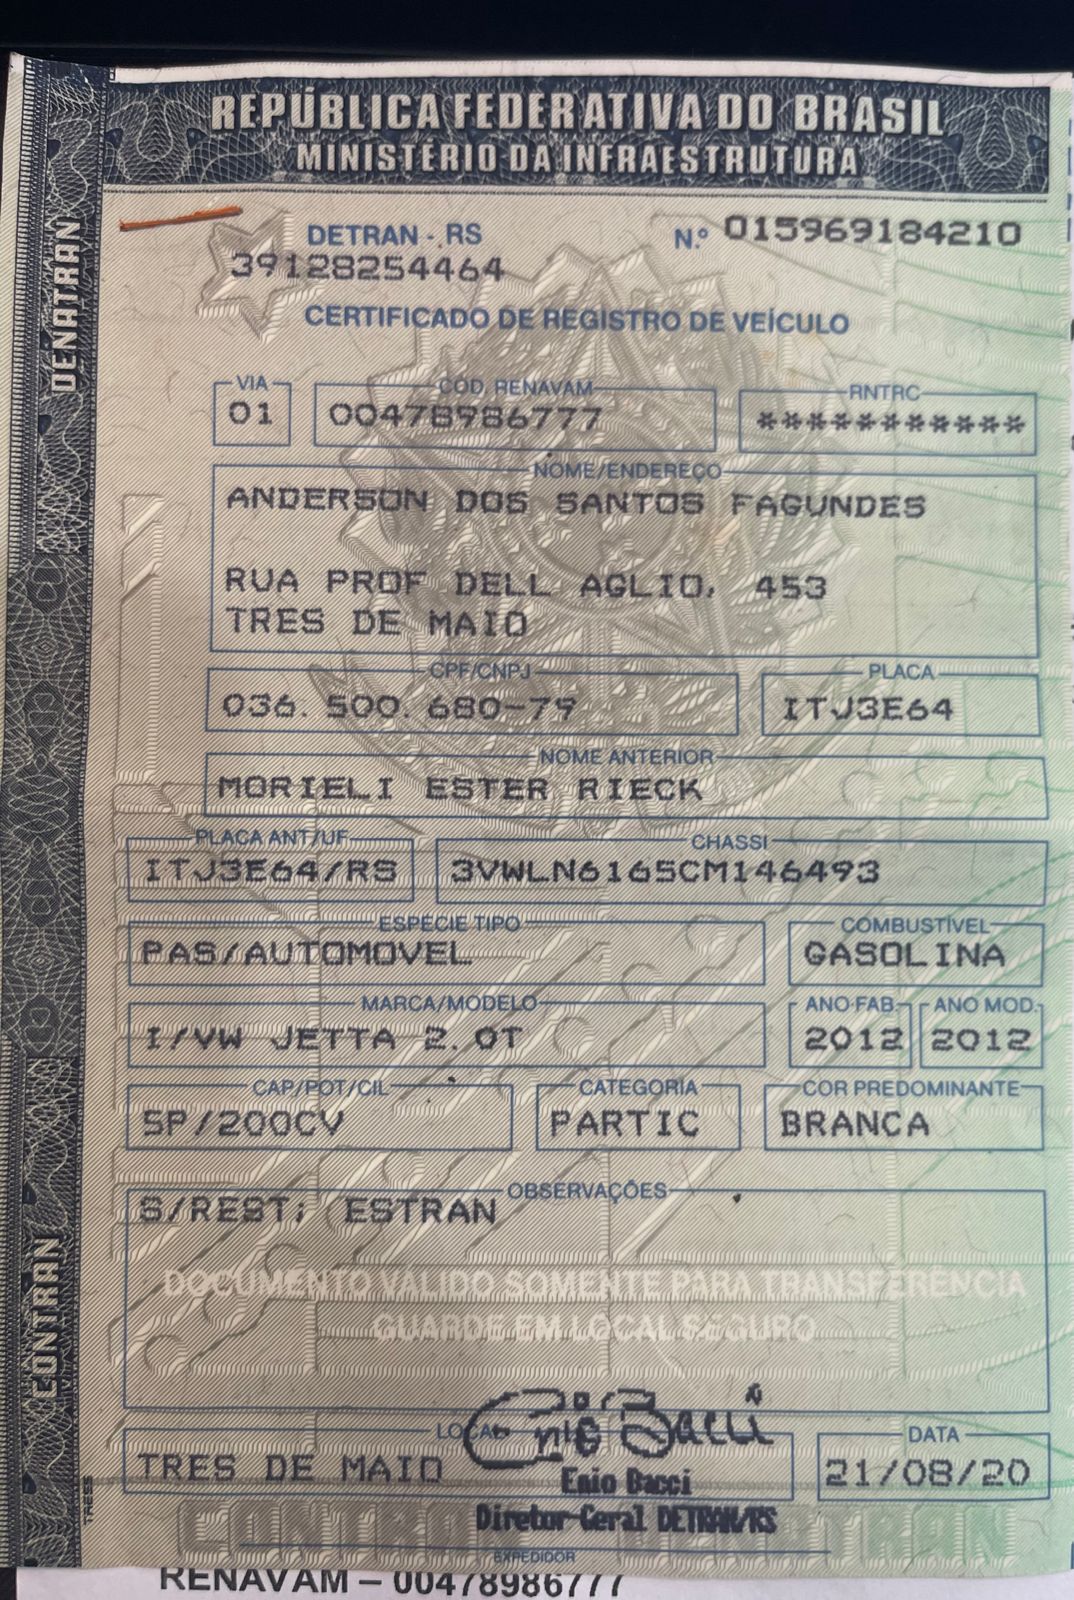 REPÚBLICA FEDERATIVA DO BRASIL
MINISTÉRIO DA INFRAESTRUTURA
DENATRAN
DETRAN - RS Nº 015969184210
39128254464
CERTIFICADO DE REGISTRO DE VEÍCULO
VIA COD. RENAVAM RNTRC
01 00478986777 ***********
NOME/ENDEREÇO
ANDERSON DOS SANTOS FAGUNDES
RUA PROF DELL AGLIO, 453
TRES DE MAIO
CPF/CNPJ PLACA
036.500.680-79 ITJ3E64
NOME ANTERIOR
MORIELI ESTER RIECK
PLACA ANT/UF CHASSI
ITJ3E64/RS 3VWLN6165CM146493
ESPÉCIE TIPO COMBUSTÍVEL
PAS/AUTOMOVEL GASOLINA
MARCA/MODELO ANO FAB. ANO MOD.
I/VW JETTA 2.0T 2012 2012
CAP/POT/CIL CATEGORIA COR PREDOMINANTE
5P/200CV PARTIC BRANCA
OBSERVAÇÕES
S/REST; ESTRAN
DOCUMENTO VÁLIDO SOMENTE PARA TRANSFERÊNCIA
GUARDE EM LOCAL SEGURO
CONTRAN
LOCAL DATA
TRES DE MAIO 21/08/20
Enio Bacci
Enio Bacci
Diretor-Geral DETRAN/RS
EXPEDIDOR
RENAVAM – 00478986777